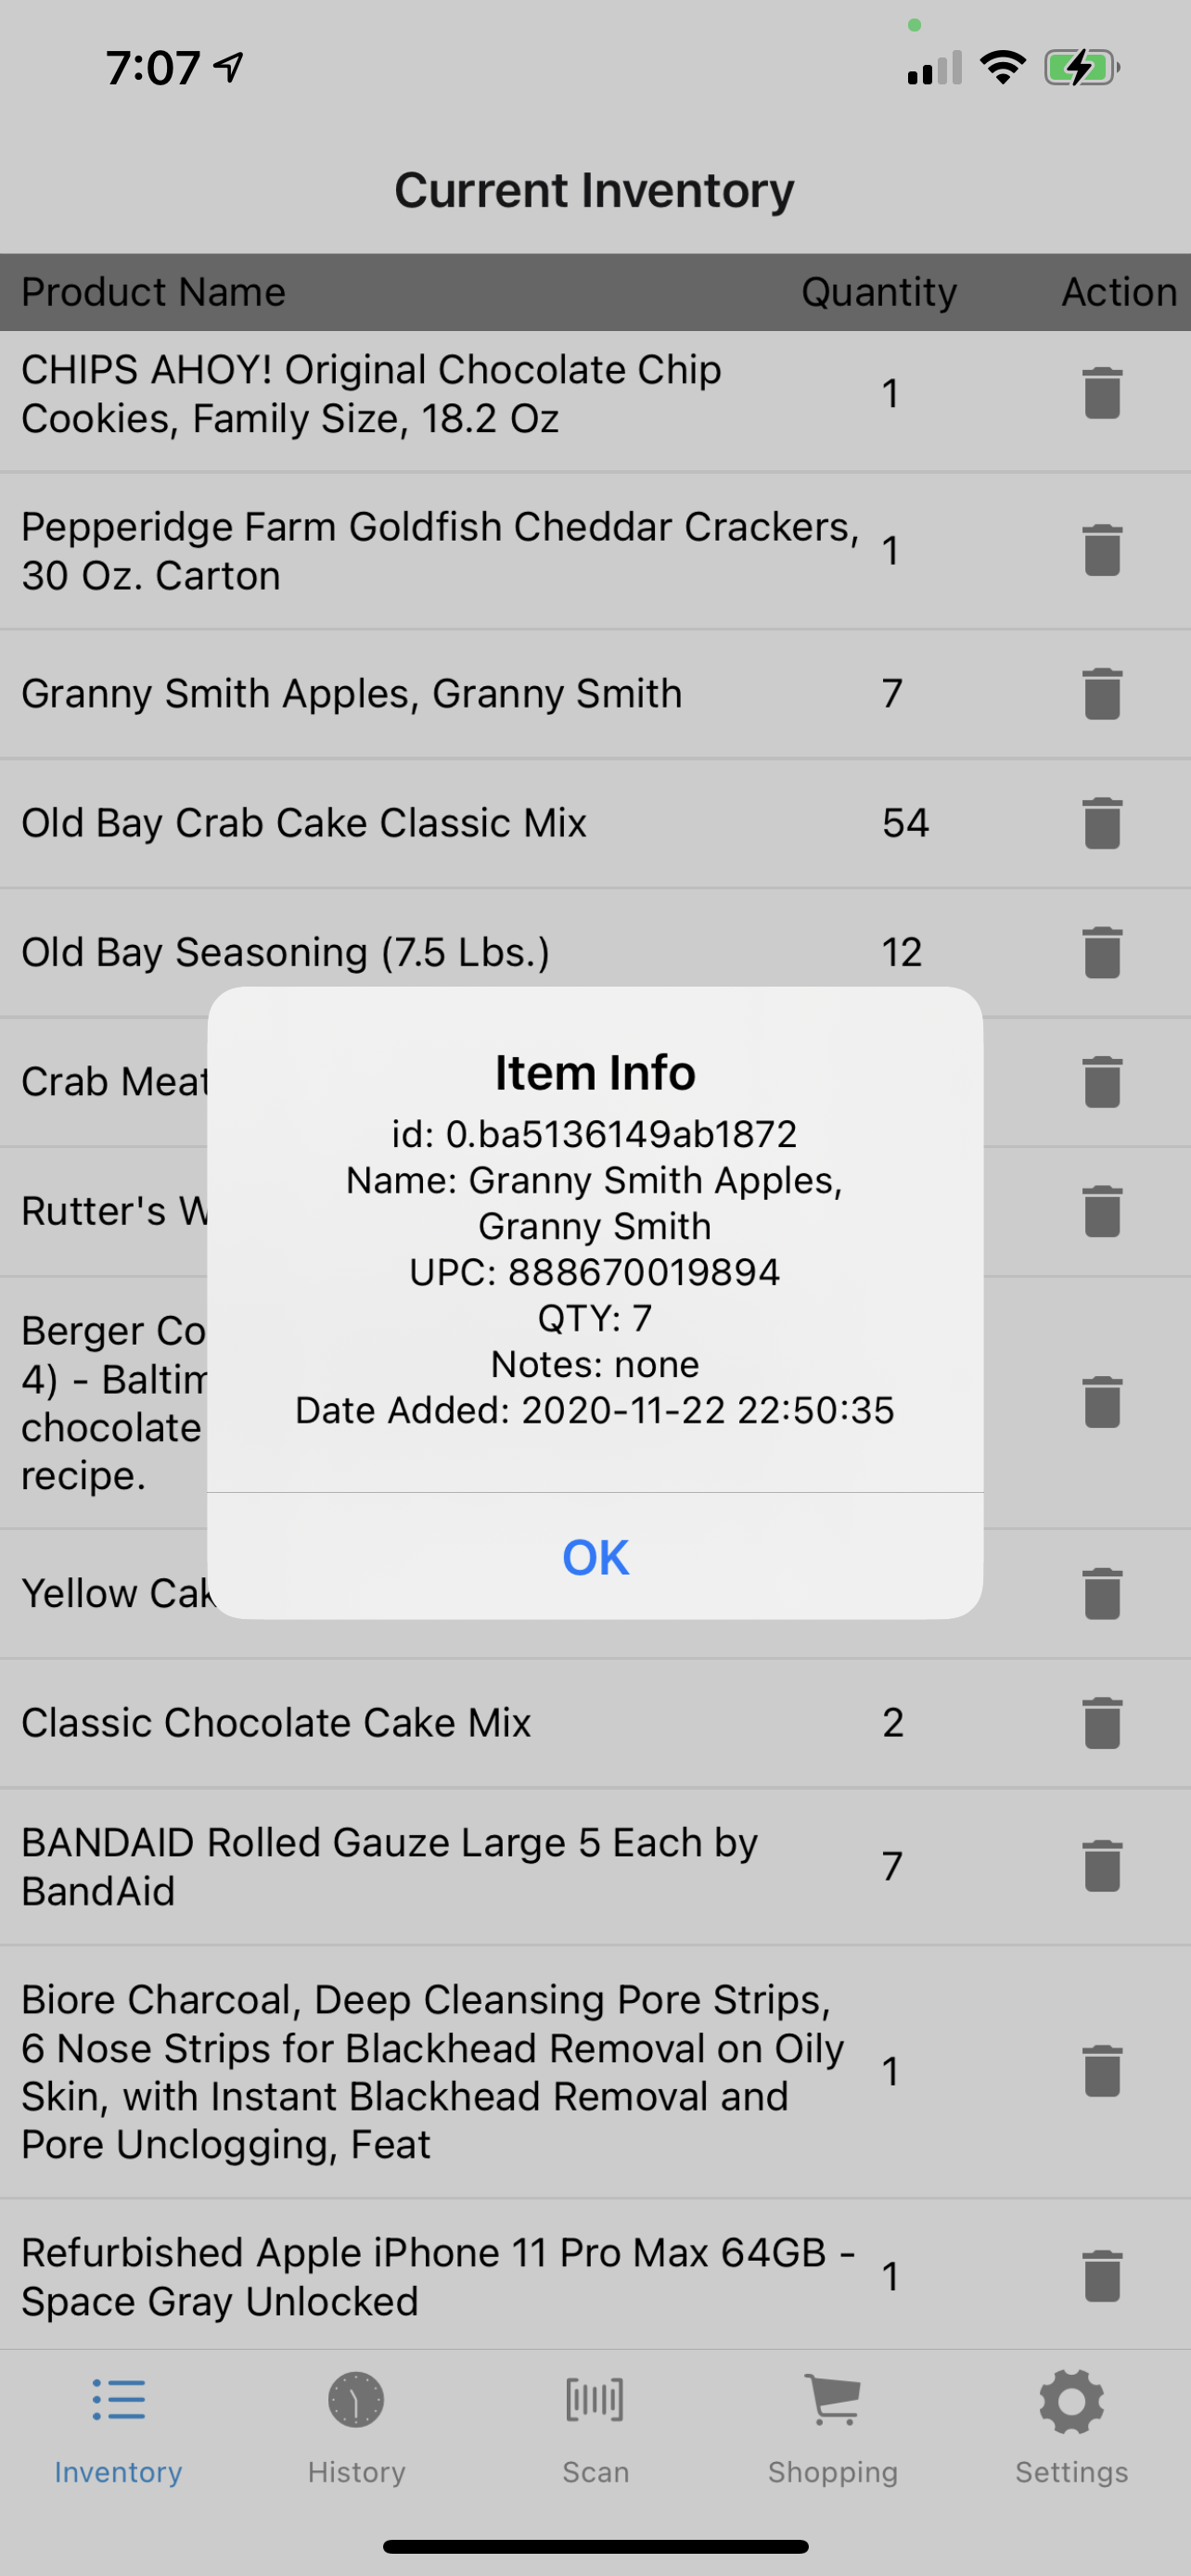 7:07
Current Inventory
Product Name Quantity Action
CHIPS AHOY! Original Chocolate Chip
Cookies, Family Size, 18.2 Oz
1
Pepperidge Farm Goldfish Cheddar Crackers,
30 Oz. Carton
1
Granny Smith Apples, Granny Smith 7
Old Bay Crab Cake Classic Mix 54
Old Bay Seasoning (7.5 Lbs.) 12
Crab Meat
Rutter's W
Berger Co
4) - Baltim
chocolate
recipe.
Yellow Cak
Item Info
id: 0.ba5136149ab1872
Name: Granny Smith Apples,
Granny Smith
UPC: 888670019894
QTY: 7
Notes: none
Date Added: 2020-11-22 22:50:35
OK
Classic Chocolate Cake Mix 2
BANDAID Rolled Gauze Large 5 Each by
BandAid
7
Biore Charcoal, Deep Cleansing Pore Strips,
6 Nose Strips for Blackhead Removal on Oily
Skin, with Instant Blackhead Removal and
Pore Unclogging, Feat
1
Refurbished Apple iPhone 11 Pro Max 64GB -
Space Gray Unlocked
1
Inventory History Scan Shopping Settings